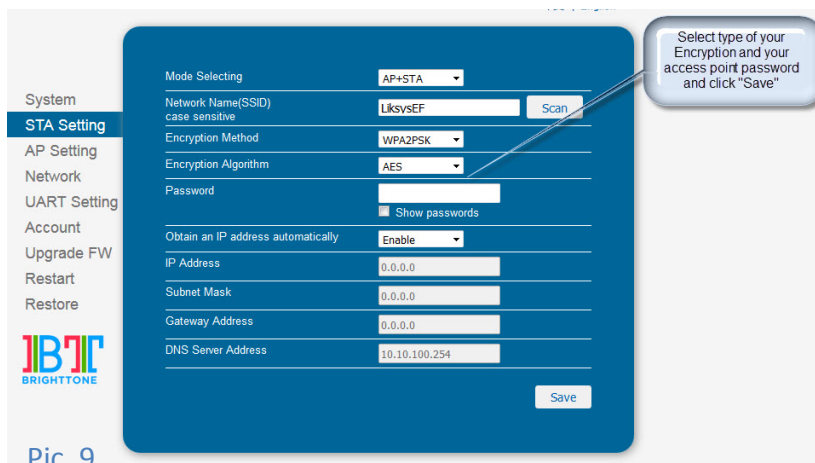 System
STA Setting
AP Setting
Network
UART Setting
Account
Upgrade FW
Restart
Restore
BT
BRIGHTTONE
Mode Selecting AP+STA
Network Name(SSID)
case sensitive LiksysEF Scan
Encryption Method WPA2PSK
Encryption Algorithm AES
Password
Show passwords
Obtain an IP address automatically Enable
IP Address 0.0.0.0
Subnet Mask 0.0.0.0
Gateway Address 0.0.0.0
DNS Server Address 10.10.100.254
Save
Select type of your
Encryption and your
access point password
and click "Save"
Pic. 9